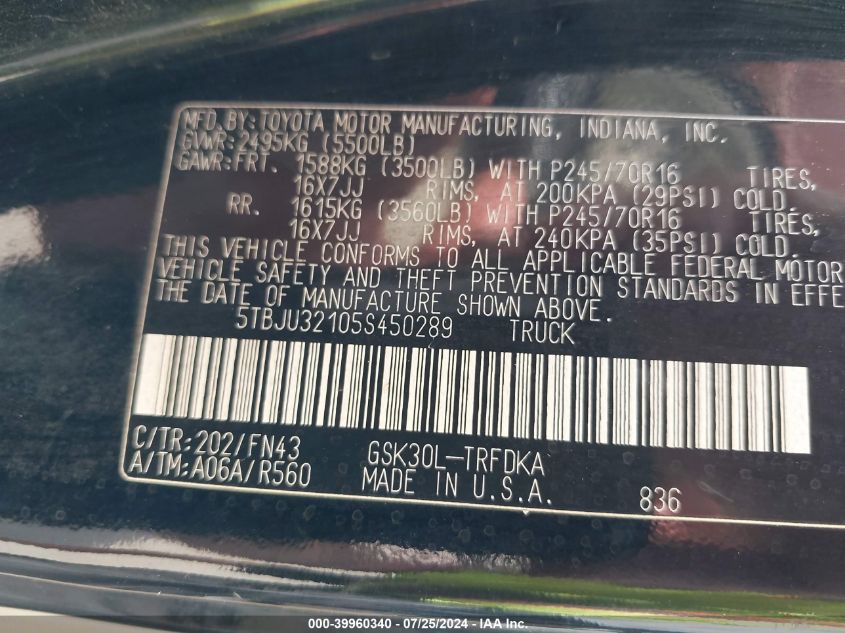 MFD. BY: TOYOTA MOTOR MANUFACTURING, INDIANA, INC.
GVWR: 2495KG (5500LB)
GAWR: FRT. 1588KG (3500LB) WITH P245/70R16 TIRES,
16X7JJ RIMS, AT 200KPA (29PSI) COLD.
RR. 1615KG (3560LB) WITH P245/70R16 TIRES,
16X7JJ RIMS, AT 240KPA (35PSI) COLD.
THIS VEHICLE CONFORMS TO ALL APPLICABLE FEDERAL MOTOR
VEHICLE SAFETY AND THEFT PREVENTION STANDARDS IN EFFE
THE DATE OF MANUFACTURE SHOWN ABOVE.
5TBJU32105S450289 TRUCK
C/TR: 202/FN43 GSK30L-TRFDKA
A/TM: A06A/R560 MADE IN U.S.A. 836
000-39960340 - 07/25/2024 - IAA Inc.